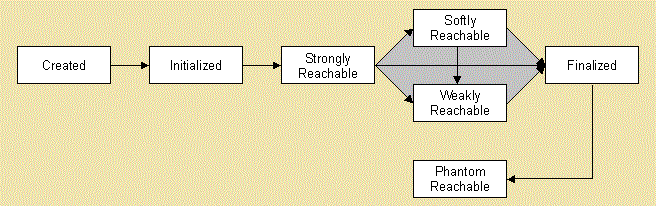 Softly
Reachable
Created
Initialized
Strongly
Reachable
Finalized
Weakly
Reachable
Phantom
Reachable